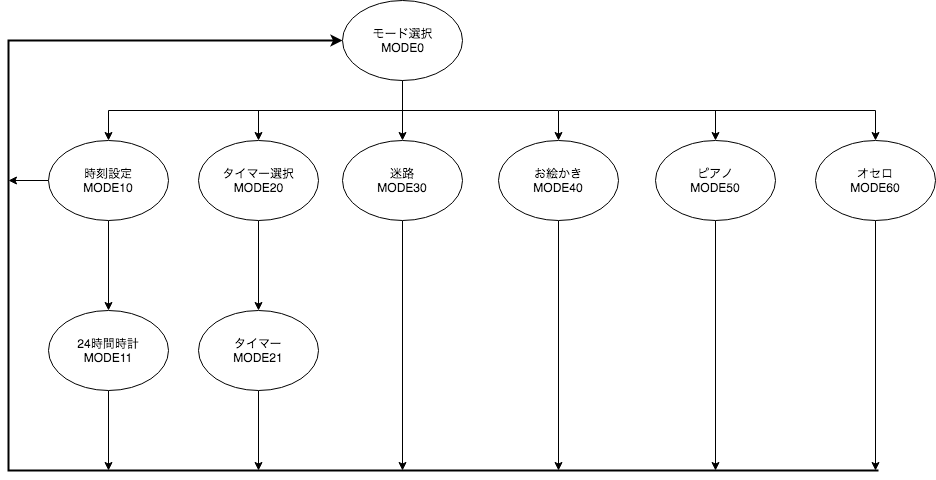 モード選択
MODE0
時刻設定
MODE10
タイマー選択
MODE20
迷路
MODE30
お絵かき
MODE40
ピアノ
MODE50
オセロ
MODE60
24時間時計
MODE11
タイマー
MODE21